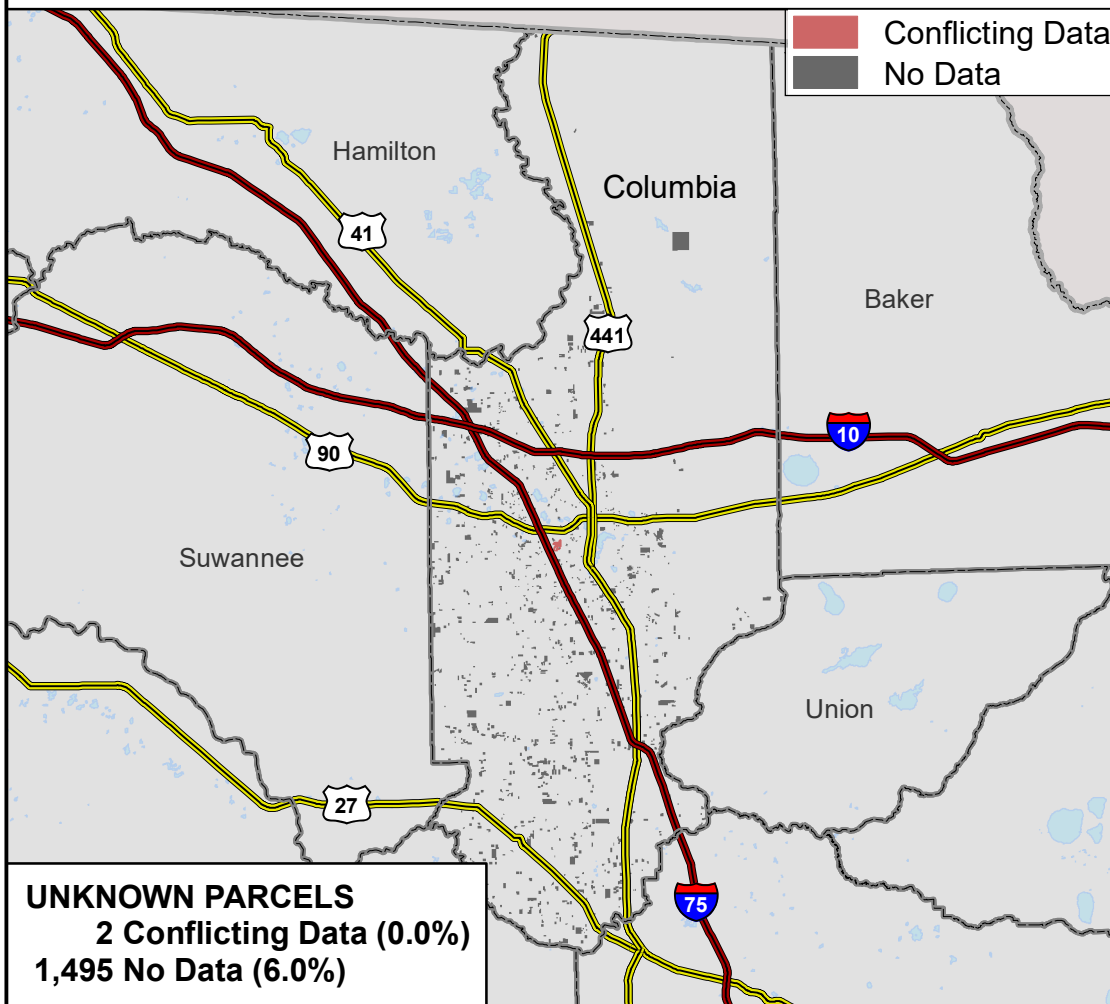 Conflicting Data
No Data
Hamilton
Columbia
41
Baker
441
10
90
Suwannee
Union
27
75
UNKNOWN PARCELS
2 Conflicting Data (0.0%)
1,495 No Data (6.0%)